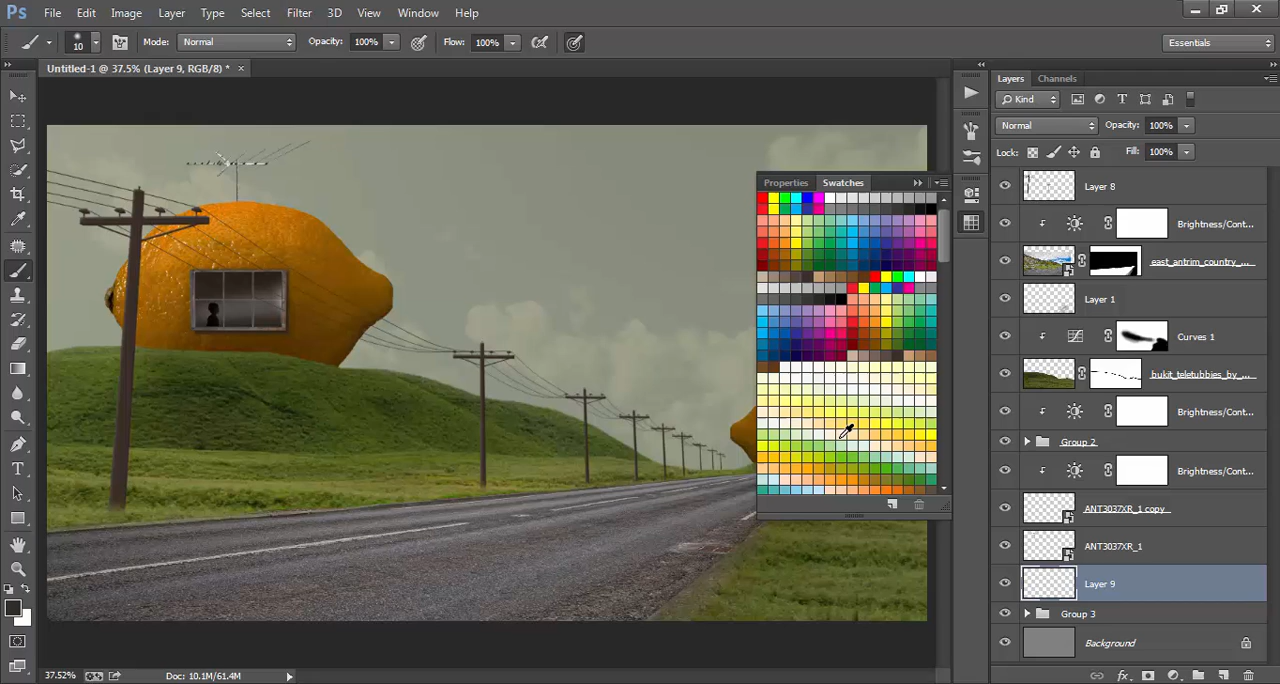 Ps File Edit Image Layer Type Select Filter 3D View Window Help
10 Mode: Normal Opacity: 100% Flow: 100% Essentials
Untitled-1 @ 37.5% (Layer 9, RGB/8) * ×
Layers Channels
Kind
Normal Opacity: 100%
Lock: Fill: 100%
Properties Swatches
Layer 8
Brightness/Cont...
east_antrim_country_...
Layer 1
Curves 1
bukit_teletubbies_by_...
Brightness/Cont...
Group 2
Brightness/Cont...
ANT3037XR_1 copy
ANT3037XR_1
Layer 9
Group 3
Background
37.52% Doc: 10.1M/61.4M